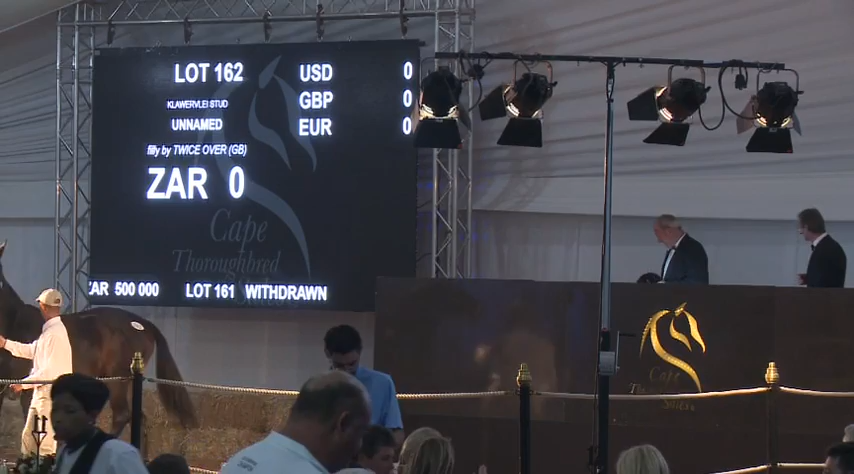 LOT 162 USD 0
KLAWERVLEI STUD GBP 0
UNNAMED EUR 0
filly by TWICE OVER (GB)
ZAR 0
Cape
Thoroughbred
ZAR 500 000 LOT 161 WITHDRAWN
Cape